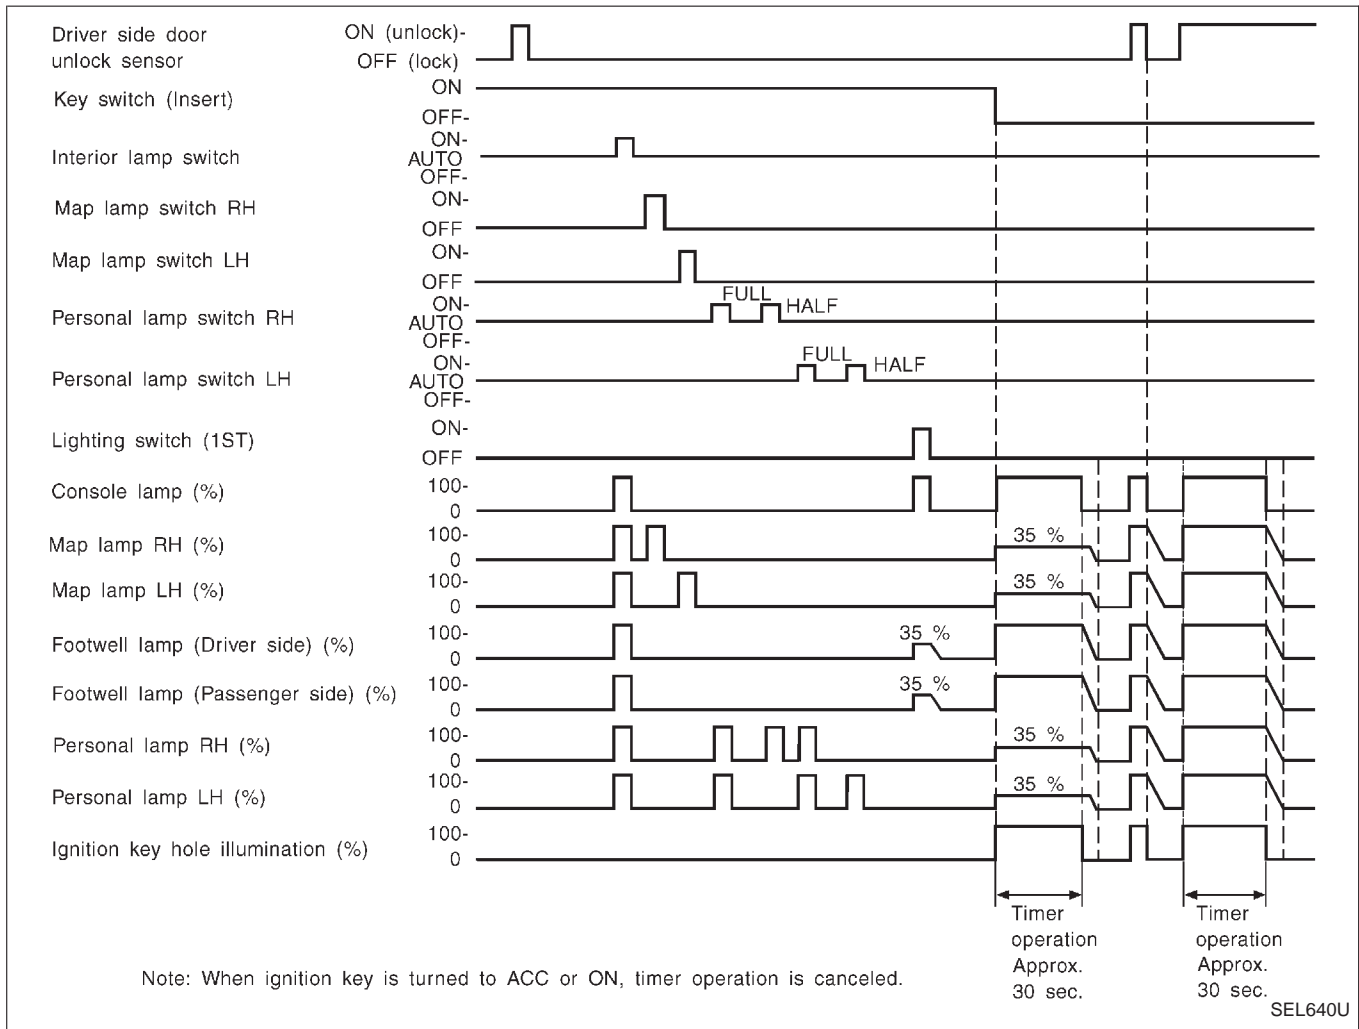 Driver side door
unlock sensor
ON (unlock)-
OFF (lock)
Key switch (Insert)
ON
OFF-
Interior lamp switch
ON-
AUTO
OFF-
Map lamp switch RH
ON-
OFF
Map lamp switch LH
ON-
OFF
Personal lamp switch RH
ON-
AUTO
OFF-
FULL
HALF
Personal lamp switch LH
ON-
AUTO
OFF-
FULL
HALF
Lighting switch (1ST)
ON-
OFF
Console lamp (%)
100-
0
Map lamp RH (%)
100-
0
35 %
Map lamp LH (%)
100-
0
35 %
Footwell lamp (Driver side) (%)
100-
0
35 %
Footwell lamp (Passenger side) (%)
100-
0
35 %
Personal lamp RH (%)
100-
0
35 %
Personal lamp LH (%)
100-
0
35 %
Ignition key hole illumination (%)
100-
0
Timer
operation
Approx.
30 sec.
Timer
operation
Approx.
30 sec.
Note: When ignition key is turned to ACC or ON, timer operation is canceled.
SEL640U